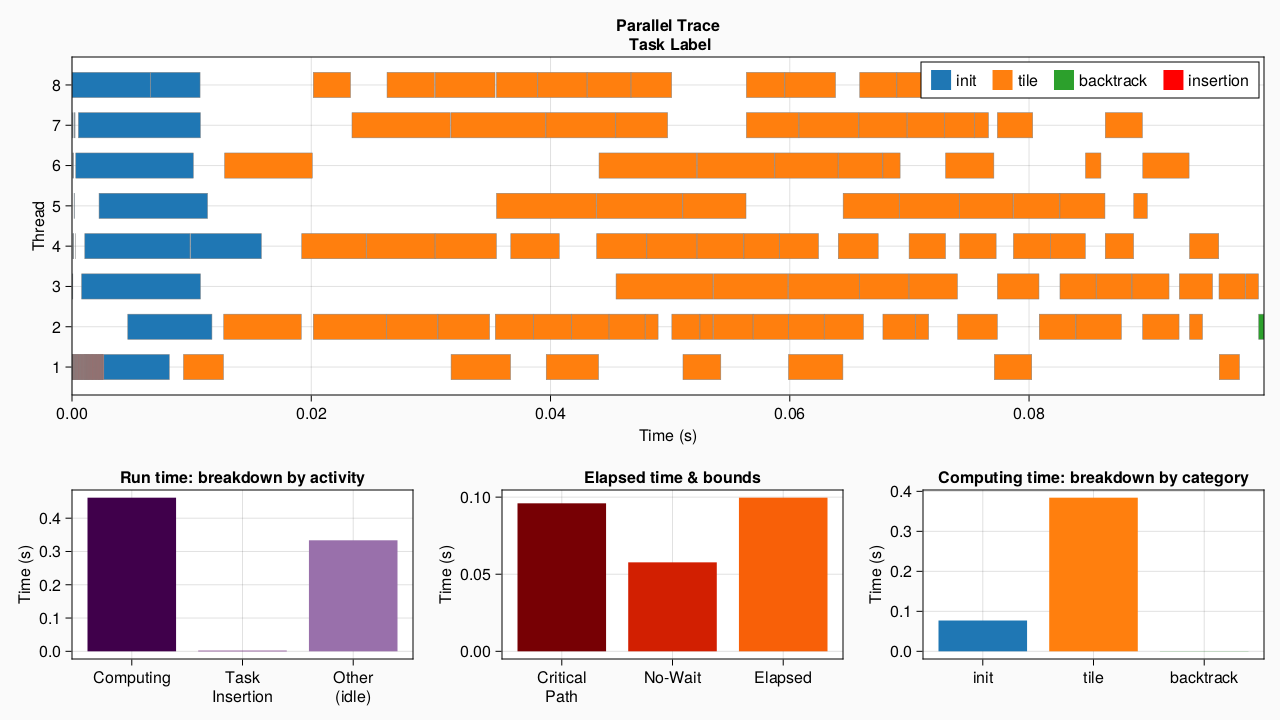 Parallel Trace
Task Label
init tile backtrack insertion
Thread
8
7
6
5
4
3
2
1
0.00 0.02 0.04 0.06 0.08
Time (s)
Run time: breakdown by activity
Time (s)
0.4
0.3
0.2
0.1
0.0
Computing Task Insertion Other (idle)
Elapsed time & bounds
Time (s)
0.10
0.05
0.00
Critical Path No-Wait Elapsed
Computing time: breakdown by category
Time (s)
0.4
0.3
0.2
0.1
0.0
init tile backtrack